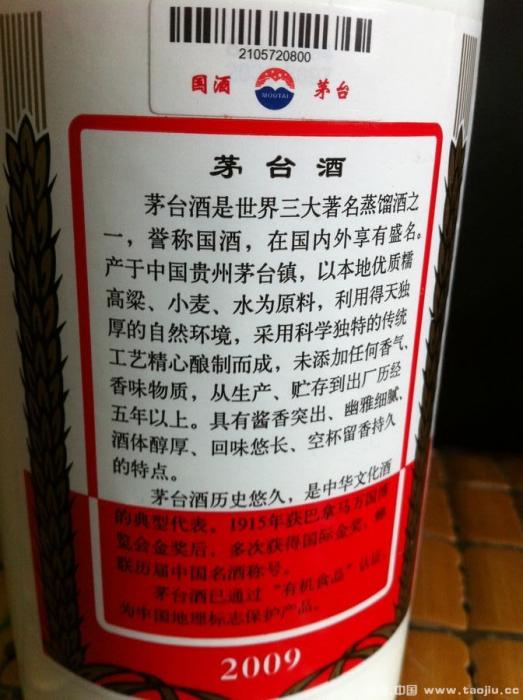 2105720800
国酒 MOUTAI 茅台
茅台酒
茅台酒是世界三大著名蒸馏酒之
一，誉称国酒，在国内外享有盛名。
产于中国贵州茅台镇，以本地优质糯
高粱、小麦、水为原料，利用得天独
厚的自然环境，采用科学独特的传统
工艺精心酿制而成，未添加任何香气、
香味物质，从生产、贮存到出厂历经
五年以上。具有酱香突出、幽雅细腻、
酒体醇厚、回味悠长、空杯留香持久
的特点。
茅台酒历史悠久，是中华文化酒
的典型代表。1915年获巴拿马万国博
览会金奖后，多次获得国际金奖，蝉
联历届中国名酒称号。
茅台酒已通过“有机食品”认证，
为中国地理标志保护产品。
2009
中国 www.taojiu.cc